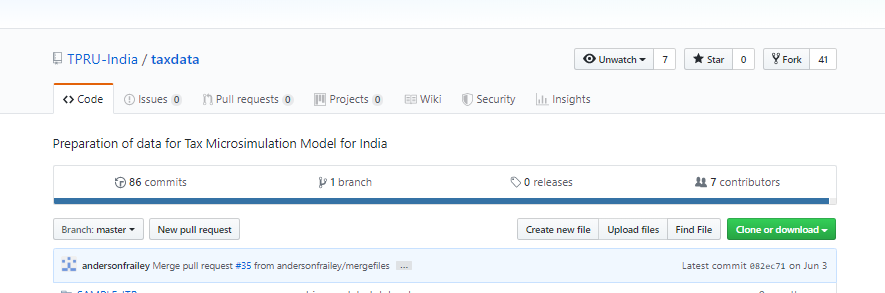 TPRU-India / taxdata
Unwatch 7 Star 0 Fork 41
Code Issues 0 Pull requests 0 Projects 0 Wiki Security Insights
Preparation of data for Tax Microsimulation Model for India
86 commits 1 branch 0 releases 7 contributors
Branch: master New pull request Create new file Upload files Find File Clone or download
andersonfrailey Merge pull request #35 from andersonfrailey/mergefiles ... Latest commit 082ec71 on Jun 3